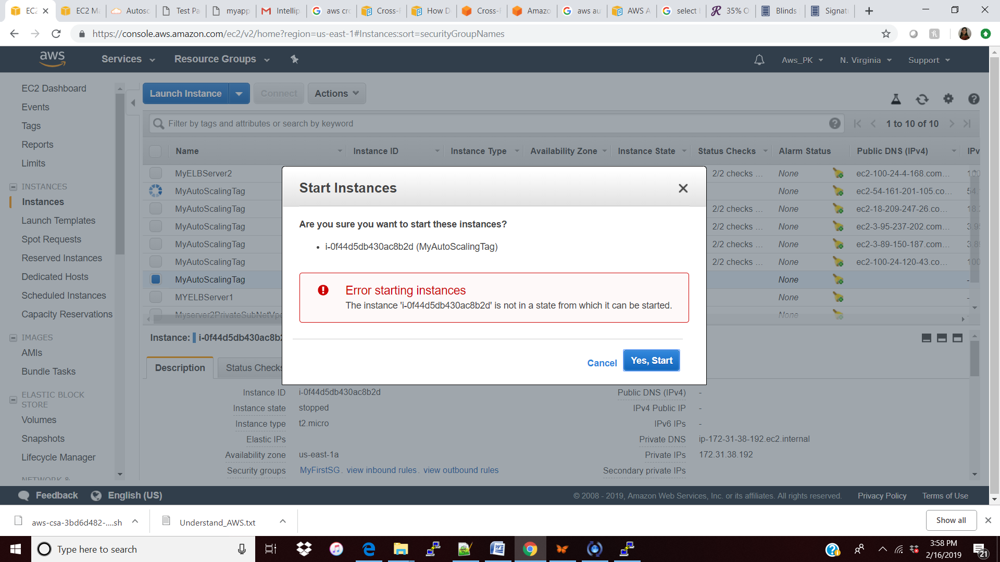 EC2
EC2 Ma
Autosc
Test Pa
myapp
Intellip
aws cro
Cross-R
How D
Cross-R
Amazo
aws au
AWS A
select
35% O
Blinds
Signatu
https://console.aws.amazon.com/ec2/v2/home?region=us-east-1#Instances:sort=securityGroupNames
aws
Services
Resource Groups
Aws_PK
N. Virginia
Support
EC2 Dashboard
Events
Tags
Reports
Limits
INSTANCES
Instances
Launch Templates
Spot Requests
Reserved Instances
Dedicated Hosts
Scheduled Instances
Capacity Reservations
IMAGES
AMIs
Bundle Tasks
ELASTIC BLOCK
STORE
Volumes
Snapshots
Lifecycle Manager
NETWORK &
Launch Instance
Connect
Actions
Filter by tags and attributes or search by keyword
1 to 10 of 10
Name Instance ID Instance Type Availability Zone Instance State Status Checks Alarm Status Public DNS (IPv4) IPv
MyELBServer2 2/2 checks ... None ec2-100-24-4-168.com... 100
MyAutoScalingTag None ec2-54-161-201-105.co... 54.
MyAutoScalingTag 2/2 checks ... None ec2-18-209-247-26.co... 18.2
MyAutoScalingTag 2/2 checks ... None ec2-3-95-237-202.com... 3.95
MyAutoScalingTag 2/2 checks ... None ec2-3-89-150-187.com... 3.89
MyAutoScalingTag 2/2 checks ... None ec2-100-24-120-43.co... 100
MyAutoScalingTag None -
MYELBServer1 None -
Myserver2PrivateSubNetVpc None -
Start Instances
Are you sure you want to start these instances?
• i-0f44d5db430ac8b2d (MyAutoScalingTag)
Error starting instances
The instance 'i-0f44d5db430ac8b2d' is not in a state from which it can be started.
Cancel
Yes, Start
Instance: i-0f44d5db430ac8b2
Description
Status Checks
Instance ID i-0f44d5db430ac8b2d
Instance state stopped
Instance type t2.micro
Elastic IPs
Availability zone us-east-1a
Security groups MyFirstSG. view inbound rules. view outbound rules
Public DNS (IPv4) -
IPv4 Public IP -
IPv6 IPs -
Private DNS ip-172-31-38-192.ec2.internal
Private IPs 172.31.38.192
Secondary private IPs
Feedback
English (US)
© 2008 - 2019, Amazon Web Services, Inc. or its affiliates. All rights reserved.
Privacy Policy
Terms of Use
aws-csa-3bd6d482-....sh
Understand_AWS.txt
Show all
Type here to search
3:58 PM
2/16/2019
21